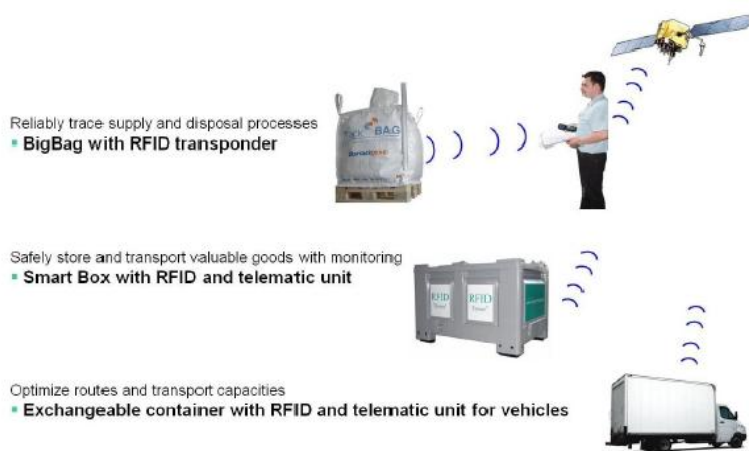 Reliably trace supply and disposal processes
▪ BigBag with RFID transponder
BAG
Safely store and transport valuable goods with monitoring
▪ Smart Box with RFID and telematic unit
RFID
RFID
Optimize routes and transport capacities
▪ Exchangeable container with RFID and telematic unit for vehicles